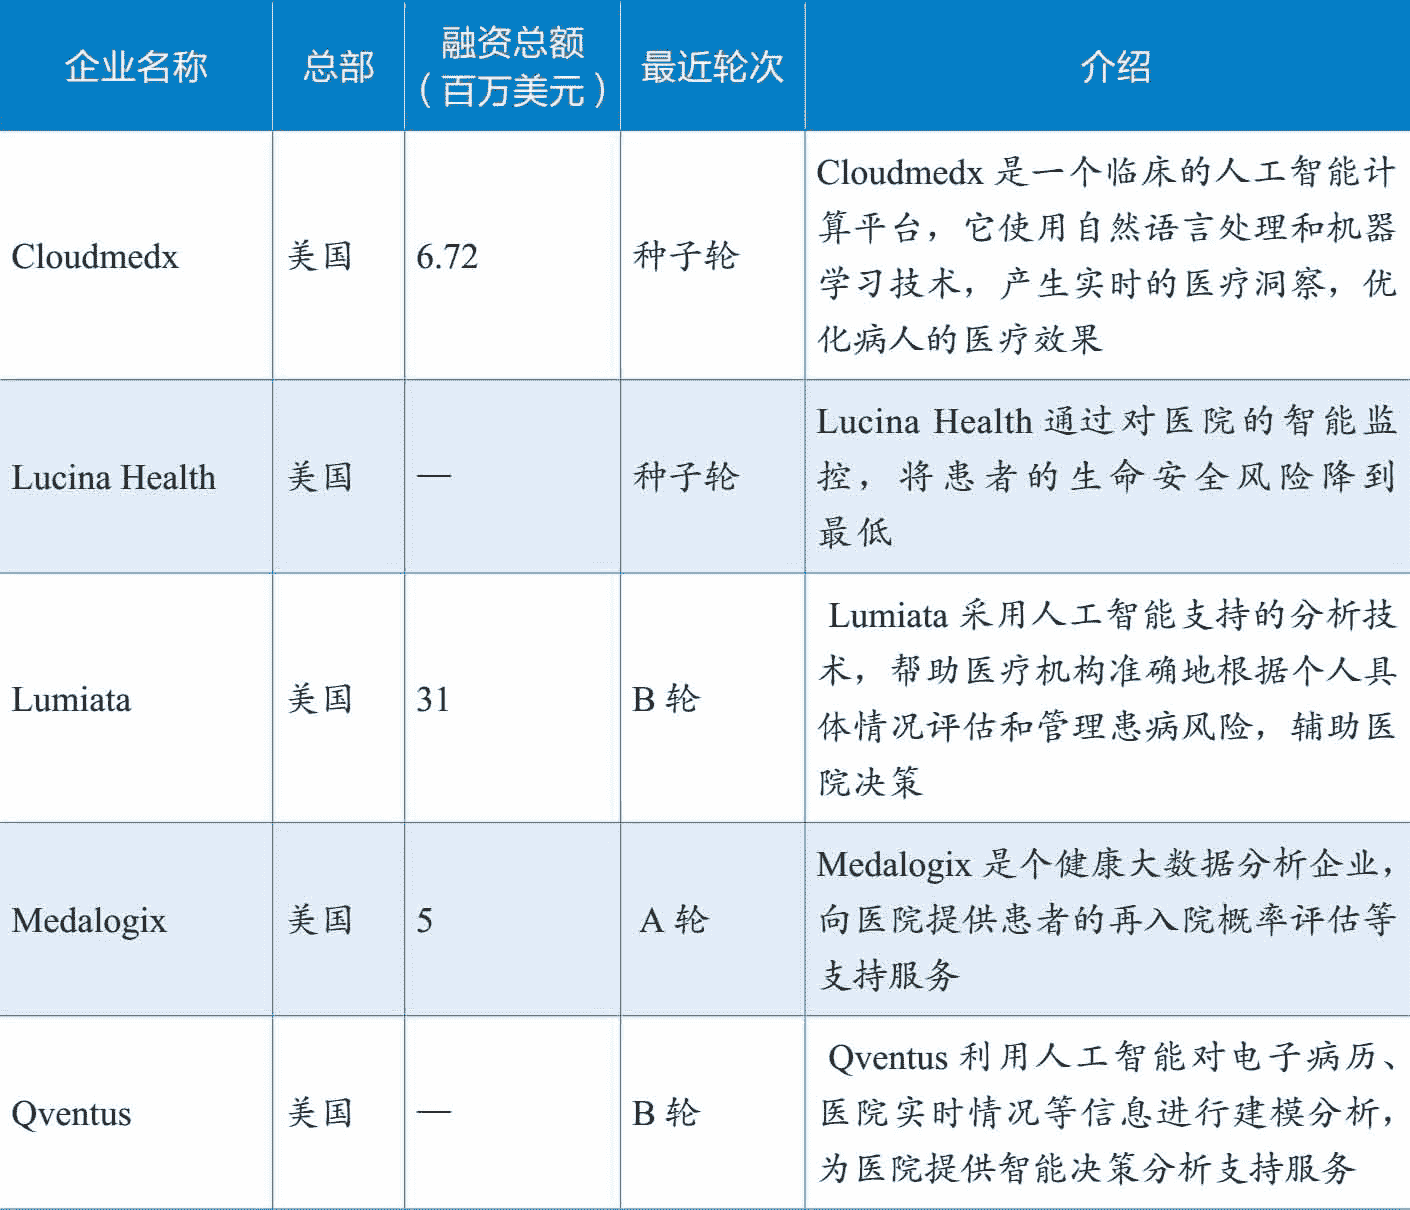 企业名称 总部 融资总额（百万美元） 最近轮次 介绍
Cloudmedx 美国 6.72 种子轮
Cloudmedx 是一个临床的人工智能计
算平台，它使用自然语言处理和机器
学习技术，产生实时的医疗洞察，优
化病人的医疗效果
Lucina Health 美国 — 种子轮
Lucina Health 通过对医院的智能监
控，将患者的生命安全风险降到
最低
Lumiata 美国 31 B 轮
Lumiata 采用人工智能支持的分析技
术，帮助医疗机构准确地根据个人具
体情况评估和管理患病风险，辅助医
院决策
Medalogix 美国 5 A 轮
Medalogix 是个健康大数据分析企业，
向医院提供患者的再入院概率评估等
支持服务
Qventus 美国 — B 轮
Qventus 利用人工智能对电子病历、
医院实时情况等信息进行建模分析，
为医院提供智能决策分析支持服务